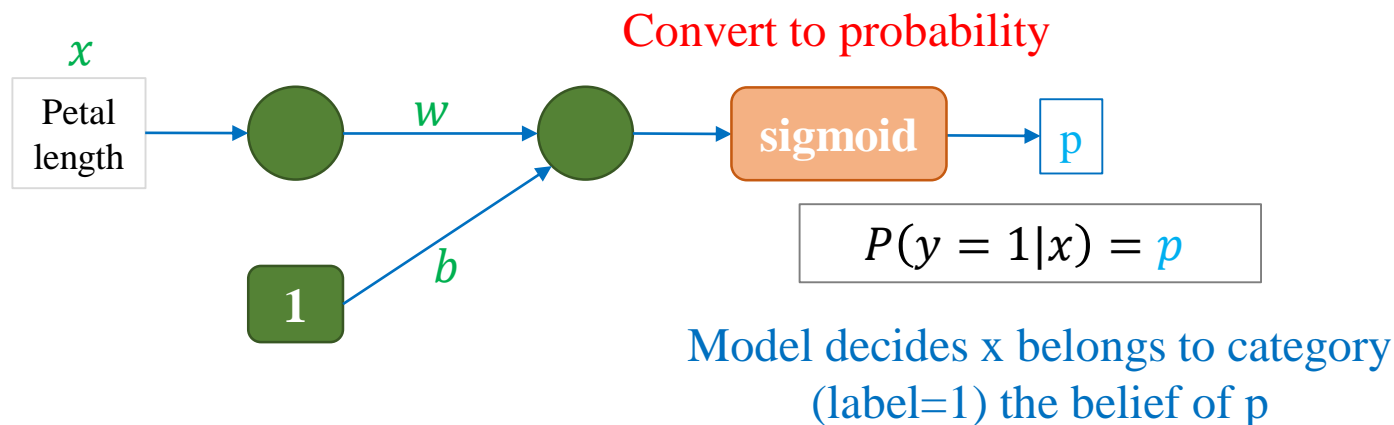 Convert to probability
x
Petal
length
w
sigmoid
p
b
1
P(y = 1|x) = p
Model decides x belongs to category
(label=1) the belief of p